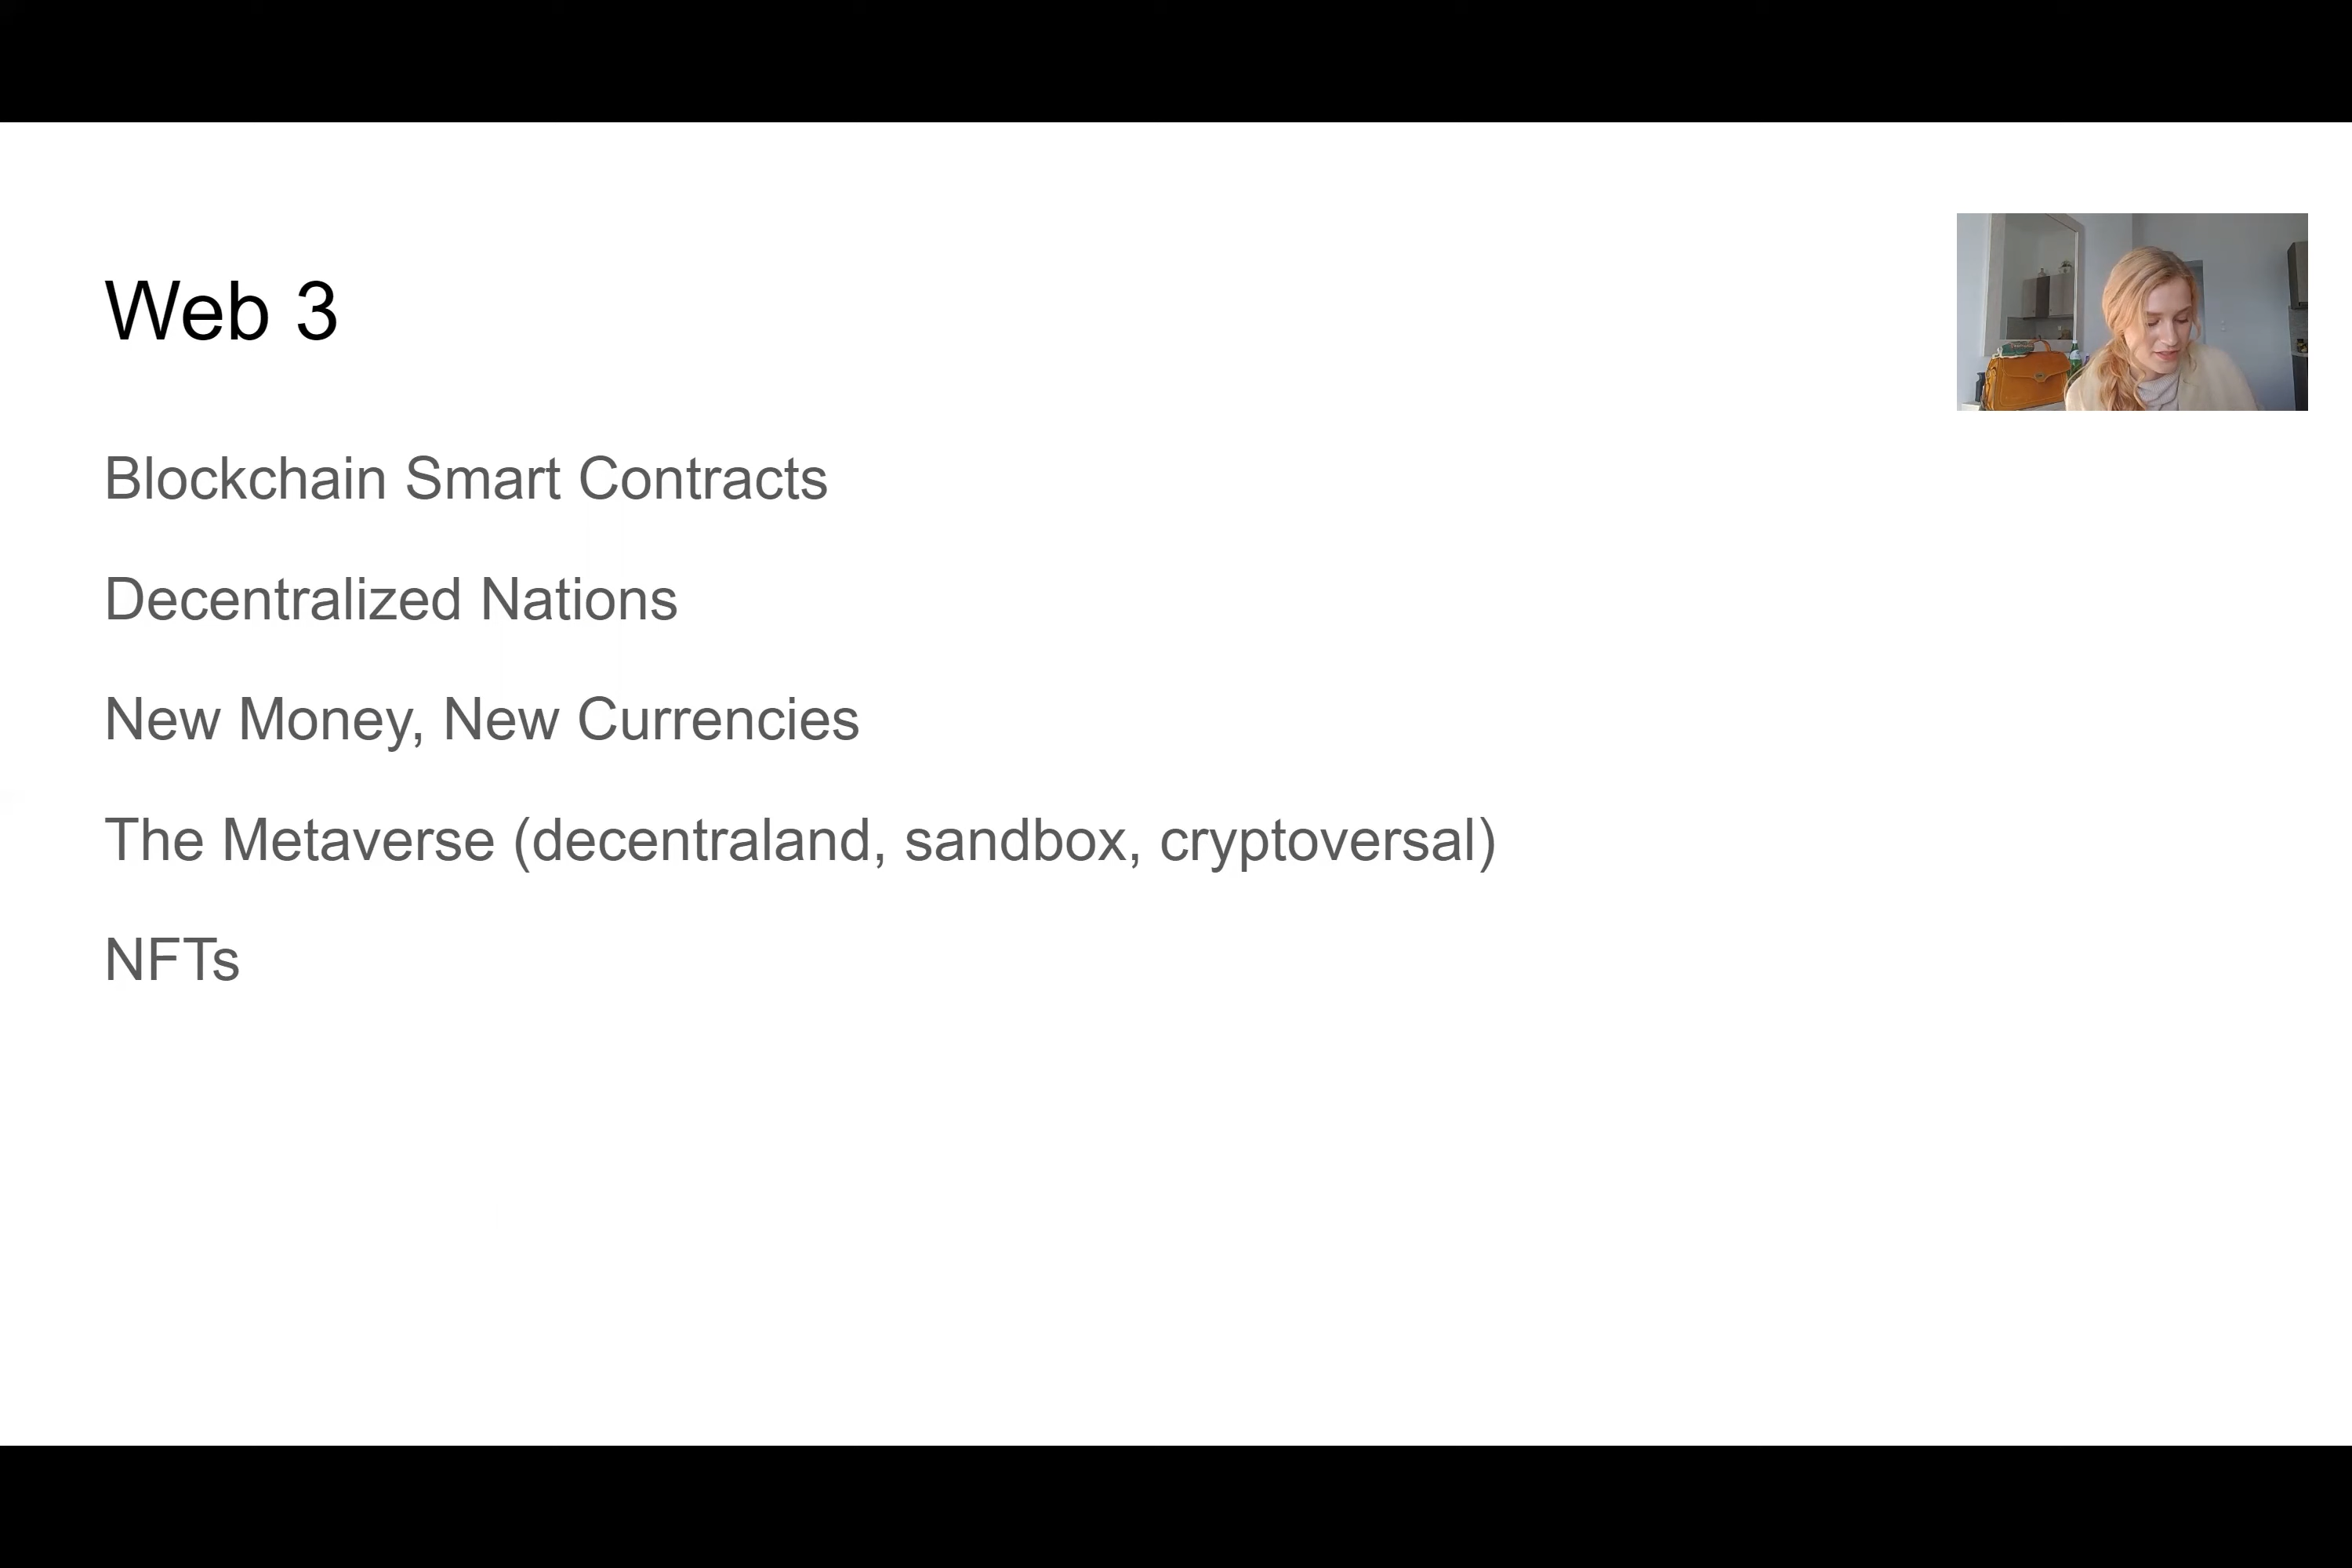 Web 3
Blockchain Smart Contracts
Decentralized Nations
New Money, New Currencies
The Metaverse (decentraland, sandbox, cryptoversal)
NFTs